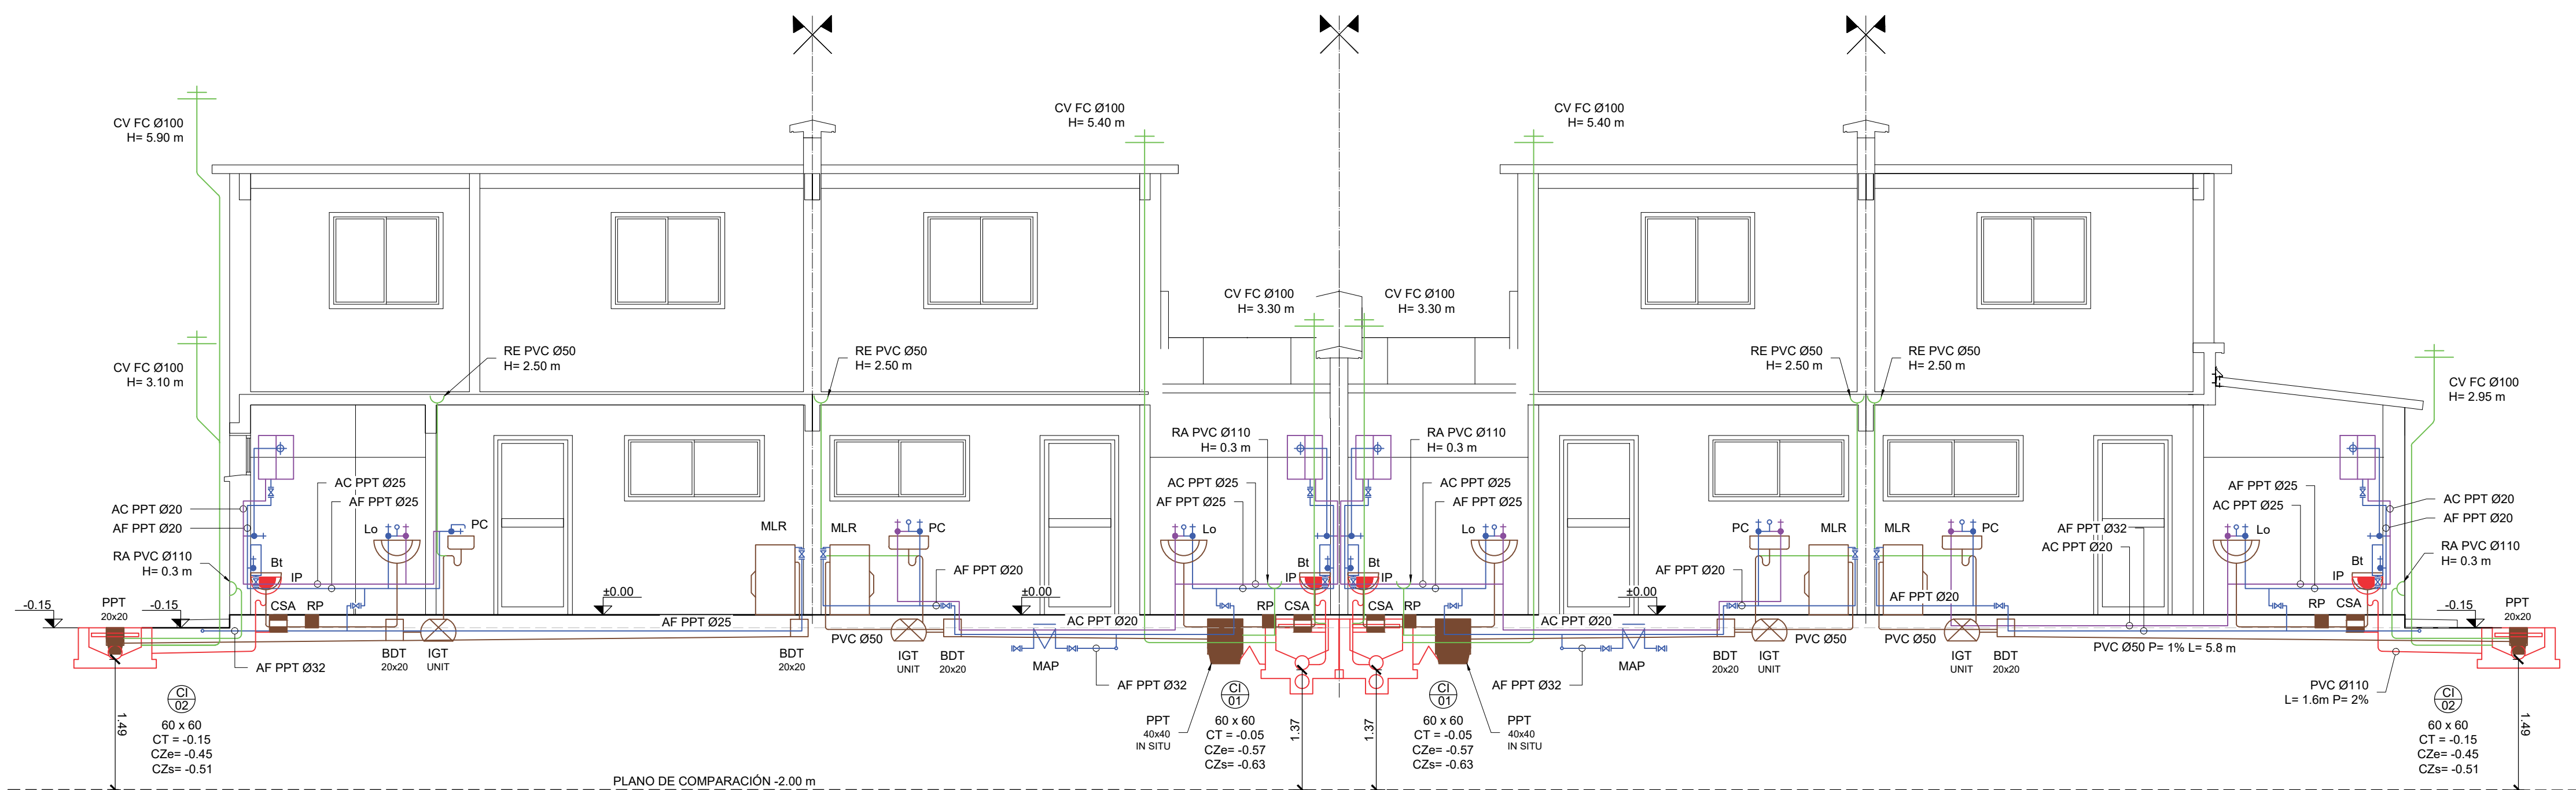 CV FC Ø100
H= 5.90 m
CV FC Ø100
H= 5.40 m
CV FC Ø100
H= 5.40 m
CV FC Ø100
H= 3.30 m
CV FC Ø100
H= 3.30 m
CV FC Ø100
H= 3.10 m
RE PVC Ø50
H= 2.50 m
RE PVC Ø50
H= 2.50 m
RE PVC Ø50
H= 2.50 m
RE PVC Ø50
H= 2.50 m
CV FC Ø100
H= 2.95 m
RA PVC Ø110
H= 0.3 m
RA PVC Ø110
H= 0.3 m
AC PPT Ø25
AF PPT Ø25
AC PPT Ø20
AF PPT Ø20
RA PVC Ø110
H= 0.3 m
Lo
PC
MLR
MLR
PC
Bt
IP
CSA
RP
PPT
20x20
-0.15
-0.15
±0.00
±0.00
AF PPT Ø32
AF PPT Ø25
BDT
20x20
IGT
UNIT
BDT
20x20
PVC Ø50
IGT
UNIT
BDT
20x20
AF PPT Ø20
AC PPT Ø20
MAP
AF PPT Ø32
AC PPT Ø25
AF PPT Ø25
Lo
Bt
IP
RP
CSA
PPT
40x40
IN SITU
CI
01
60 x 60
CT = -0.05
CZe= -0.57
CZs= -0.63
1.37
1.37
AC PPT Ø25
AF PPT Ø25
Lo
Bt
IP
CSA
RP
CI
01
60 x 60
CT = -0.05
CZe= -0.57
CZs= -0.63
PPT
40x40
IN SITU
AF PPT Ø32
AC PPT Ø20
MAP
±0.00
AF PPT Ø20
PC
MLR
MLR
PC
BDT
20x20
IGT
UNIT
PVC Ø50
PVC Ø50
AF PPT Ø20
IGT
UNIT
BDT
20x20
AF PPT Ø32
AC PPT Ø20
PVC Ø50 P= 1% L= 5.8 m
AF PPT Ø25
AC PPT Ø25
Lo
Bt
IP
RP
CSA
AC PPT Ø20
AF PPT Ø20
RA PVC Ø110
H= 0.3 m
-0.15
PPT
20x20
PVC Ø110
L= 1.6m P= 2%
CI
02
60 x 60
CT = -0.15
CZe= -0.45
CZs= -0.51
1.49
CI
02
60 x 60
CT = -0.15
CZe= -0.45
CZs= -0.51
1.49
PLANO DE COMPARACIÓN -2.00 m